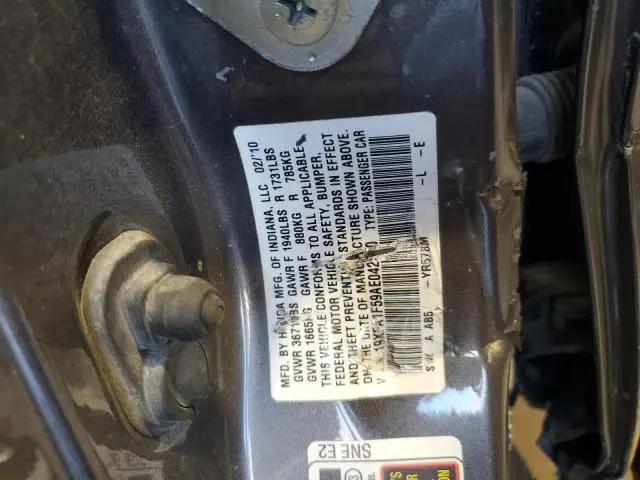 MFD. BY HONDA MFG. OF INDIANA, LLC 02/10
GVWR 3671LBS GAWR F 1940LBS R 1731LBS
GVWR 1665KG GAWR F 880KG R 785KG
THIS VEHICLE CONFORMS TO ALL APPLICABLE
FEDERAL MOTOR VEHICLE SAFETY, BUMPER,
AND THEFT PREVENTION STANDARDS IN EFFECT
ON THE DATE OF MANUFACTURE SHOWN ABOVE.
TYPE: PASSENGER CAR
A AB5 YR578M -L -E
SNE E2